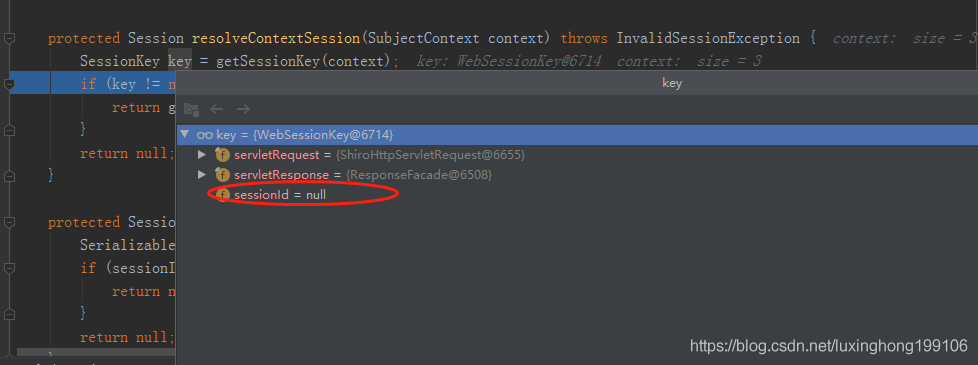 protected Session resolveContextSession(SubjectContext context) throws InvalidSessionException {  context:  size = 3
SessionKey key = getSessionKey(context);  key: WebSessionKey@6714  context:  size = 3
if (key != n
key
return g
}
key = {WebSessionKey@6714}
return null;
servletRequest = {ShiroHttpServletRequest@6655}
}
servletResponse = {ResponseFacade@6508}
sessionId = null
protected Session
Serializable
if (sessionI
return n
}
return null;
https://blog.csdn.net/luxinghong199106